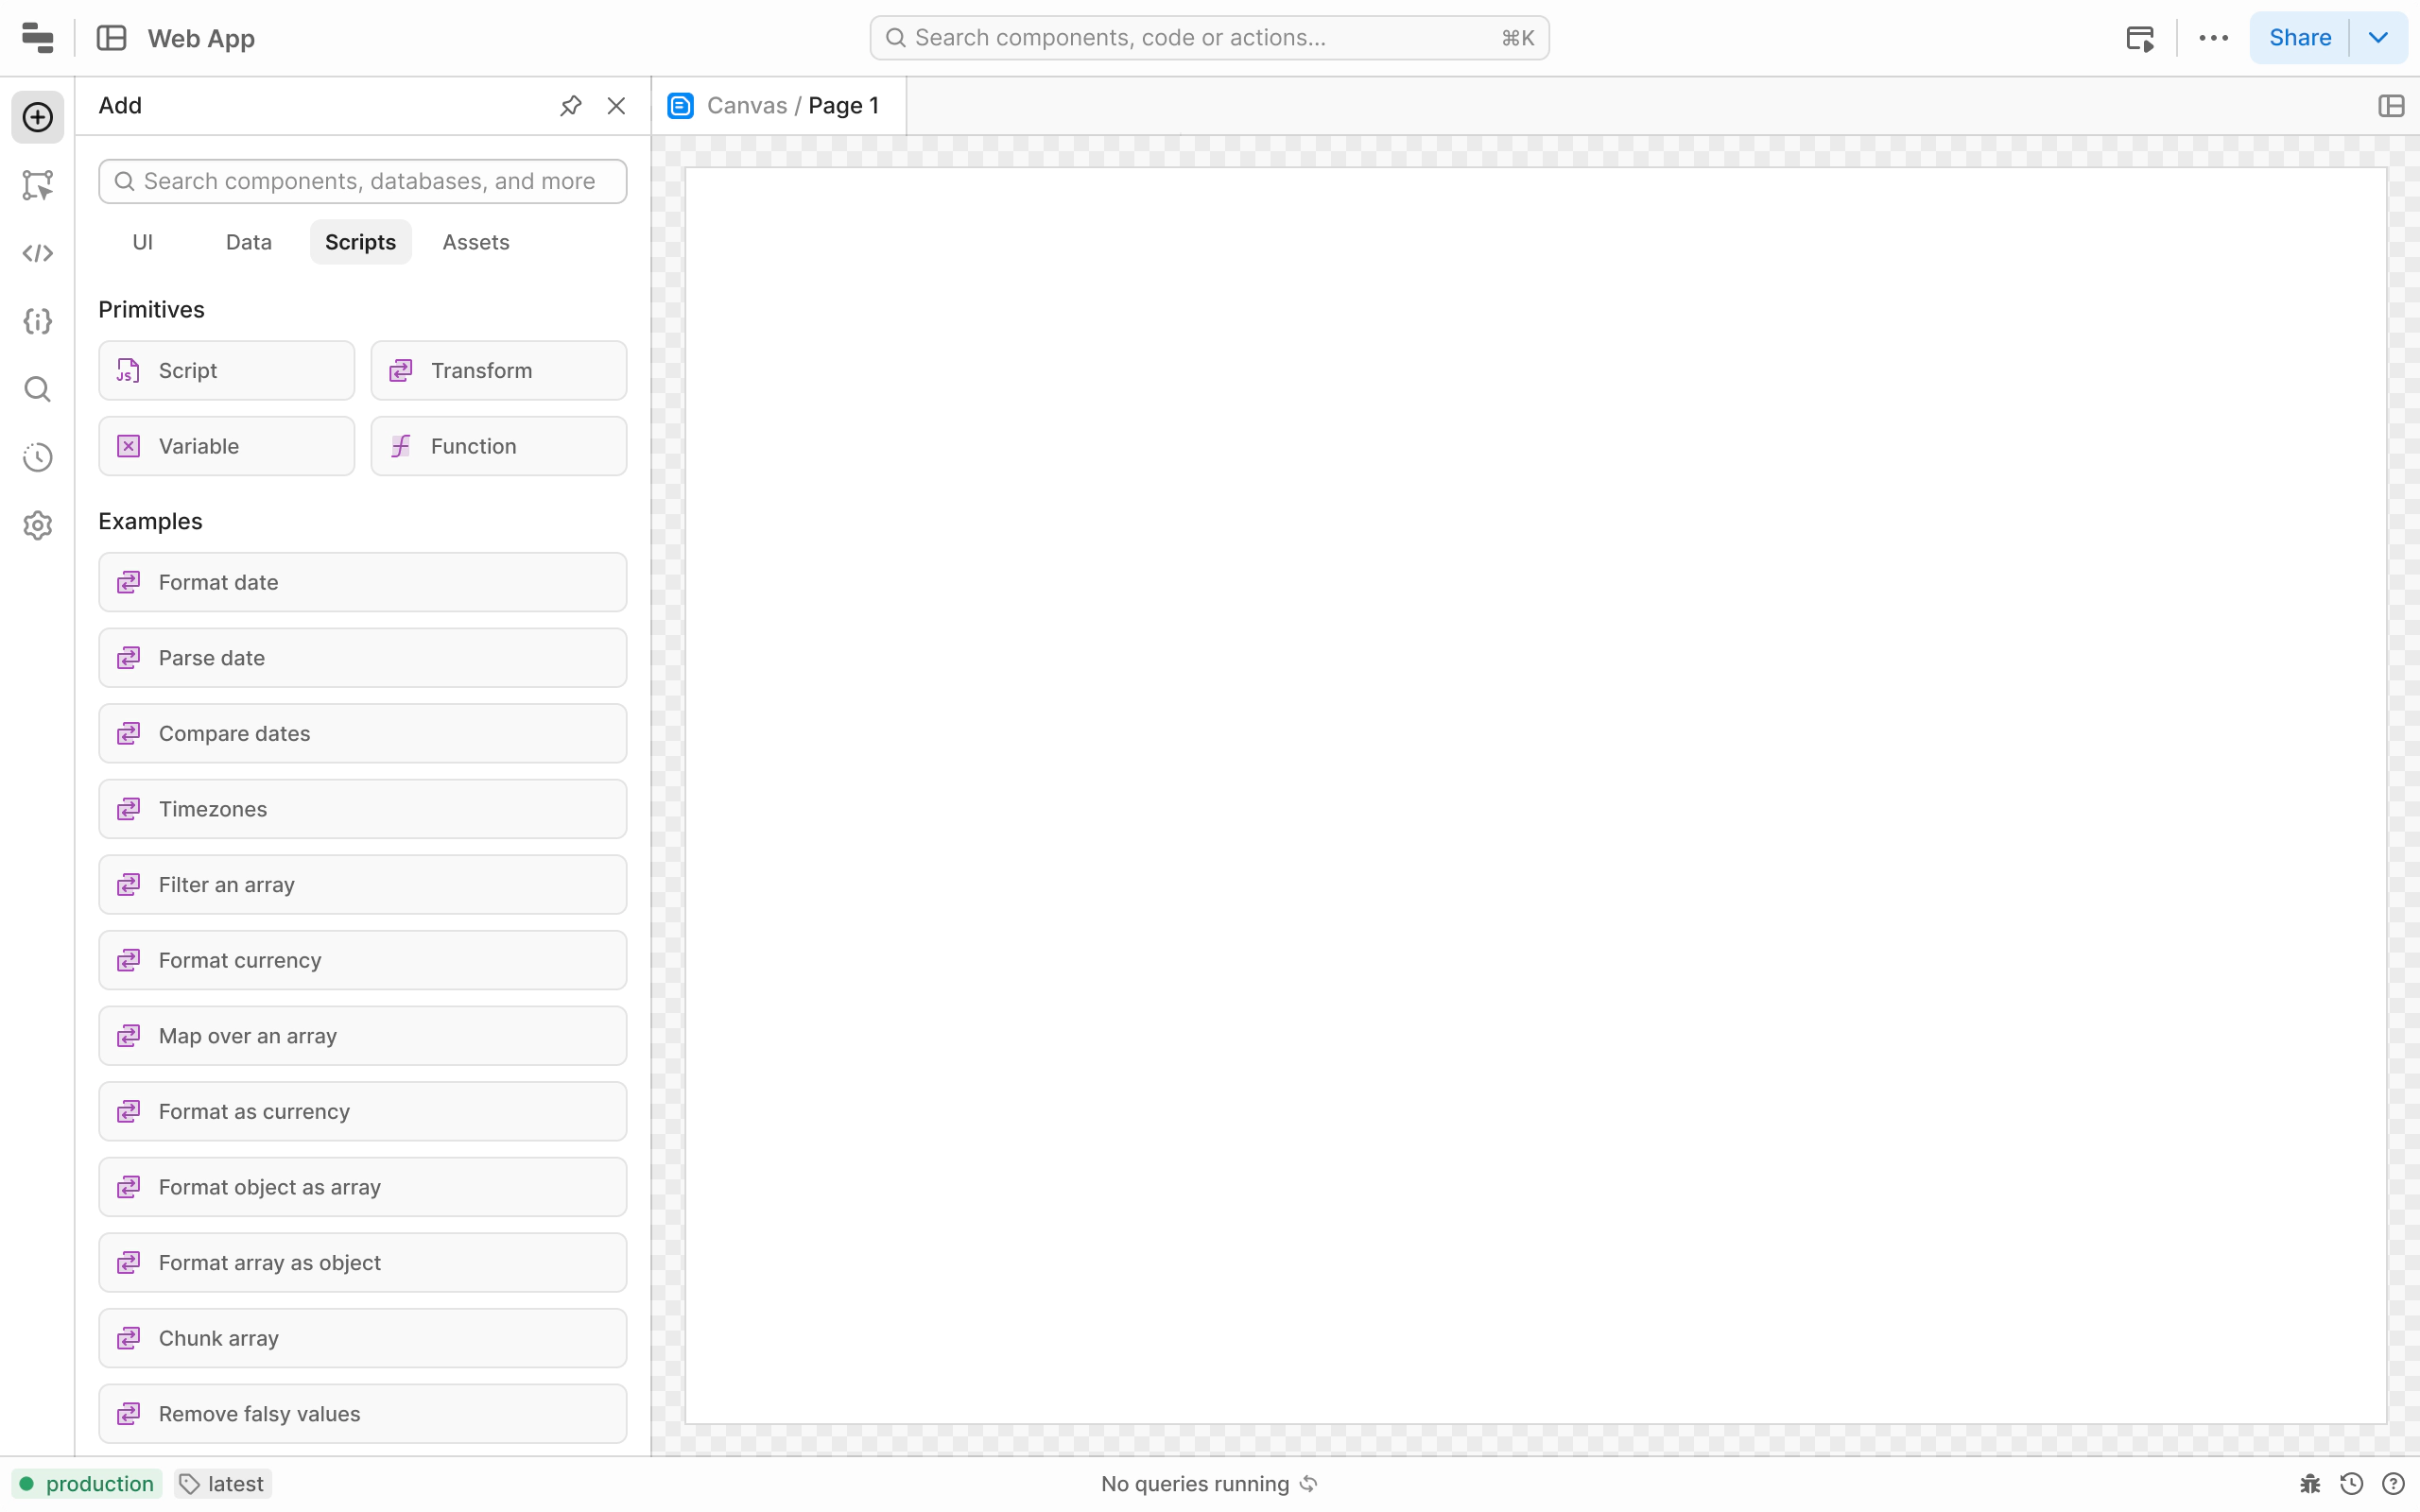 Web App
Search components, code or actions... ⌘K
Share
Add
Canvas / Page 1
Search components, databases, and more
UI Data Scripts Assets
Primitives
Script Transform
Variable Function
Examples
Format date
Parse date
Compare dates
Timezones
Filter an array
Format currency
Map over an array
Format as currency
Format object as array
Format array as object
Chunk array
Remove falsy values
production latest No queries running